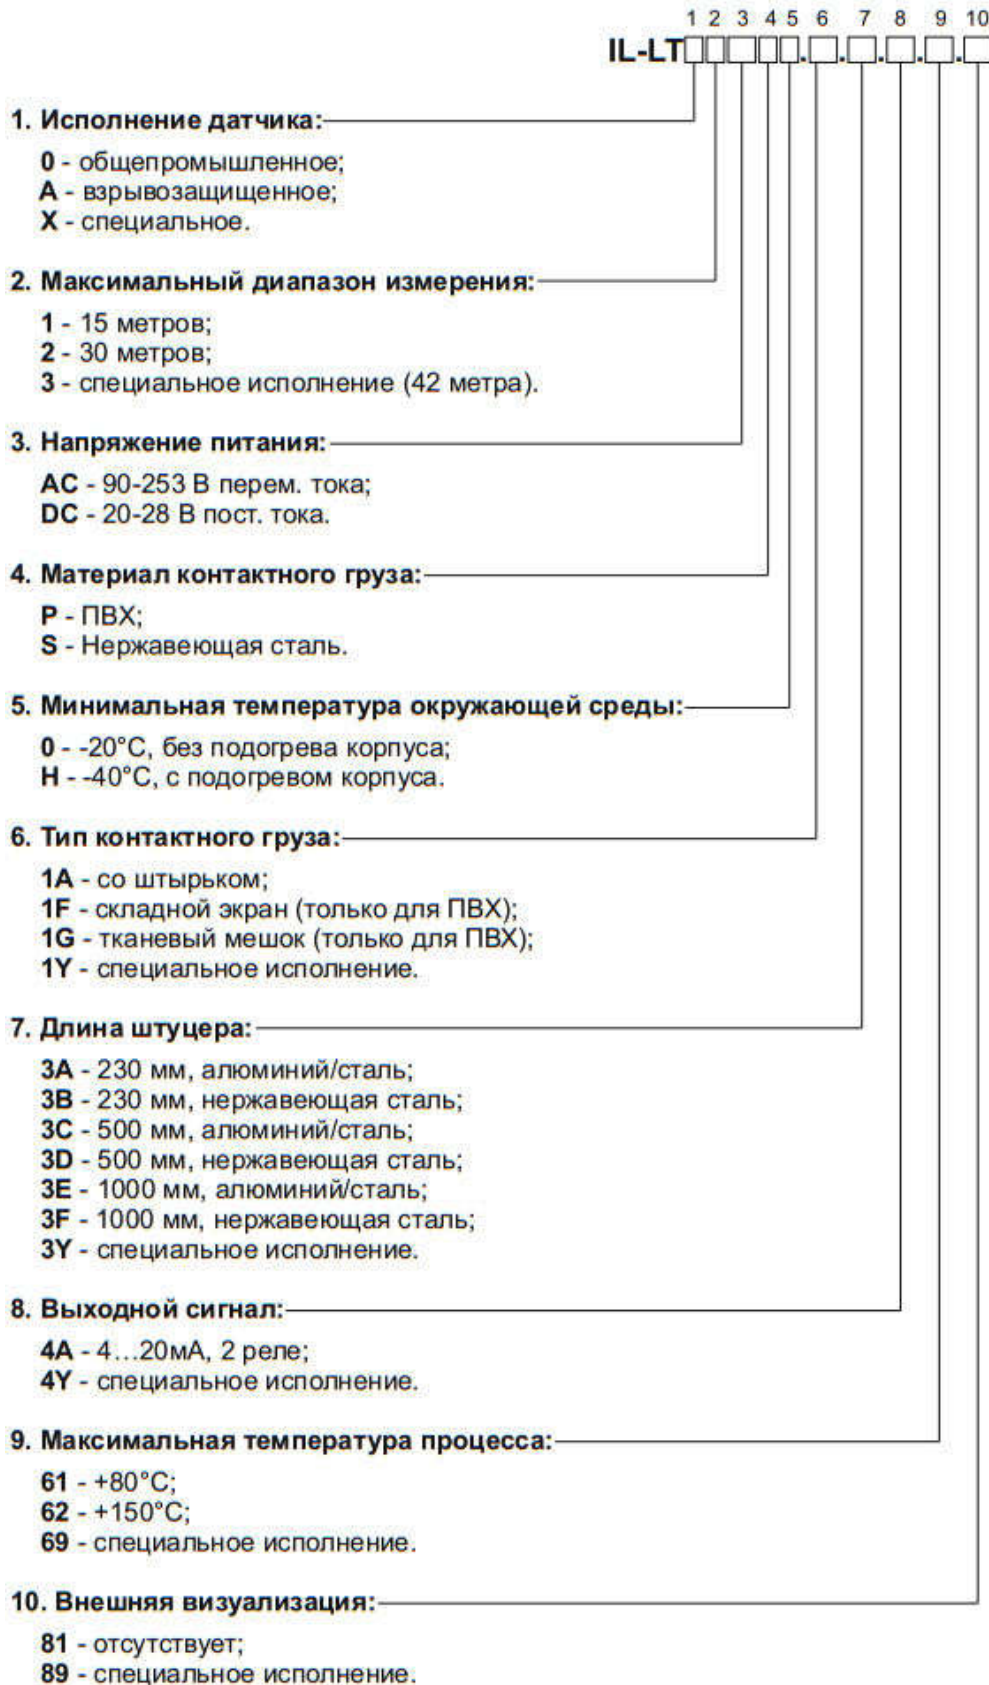 1 2 3 4 5 6 7 8 9 10
IL-LT
1. Исполнение датчика:
0 - общепромышленное;
A - взрывозащищенное;
X - специальное.
2. Максимальный диапазон измерения:
1 - 15 метров;
2 - 30 метров;
3 - специальное исполнение (42 метра).
3. Напряжение питания:
AC - 90-253 В перем. тока;
DC - 20-28 В пост. тока.
4. Материал контактного груза:
P - ПВХ;
S - Нержавеющая сталь.
5. Минимальная температура окружающей среды:
0 - -20°C, без подогрева корпуса;
H - -40°C, с подогревом корпуса.
6. Тип контактного груза:
1A - со штырьком;
1F - складной экран (только для ПВХ);
1G - тканевый мешок (только для ПВХ);
1Y - специальное исполнение.
7. Длина штуцера:
3A - 230 мм, алюминий/сталь;
3B - 230 мм, нержавеющая сталь;
3C - 500 мм, алюминий/сталь;
3D - 500 мм, нержавеющая сталь;
3E - 1000 мм, алюминий/сталь;
3F - 1000 мм, нержавеющая сталь;
3Y - специальное исполнение.
8. Выходной сигнал:
4A - 4...20мА, 2 реле;
4Y - специальное исполнение.
9. Максимальная температура процесса:
61 - +80°C;
62 - +150°C;
69 - специальное исполнение.
10. Внешняя визуализация:
81 - отсутствует;
89 - специальное исполнение.